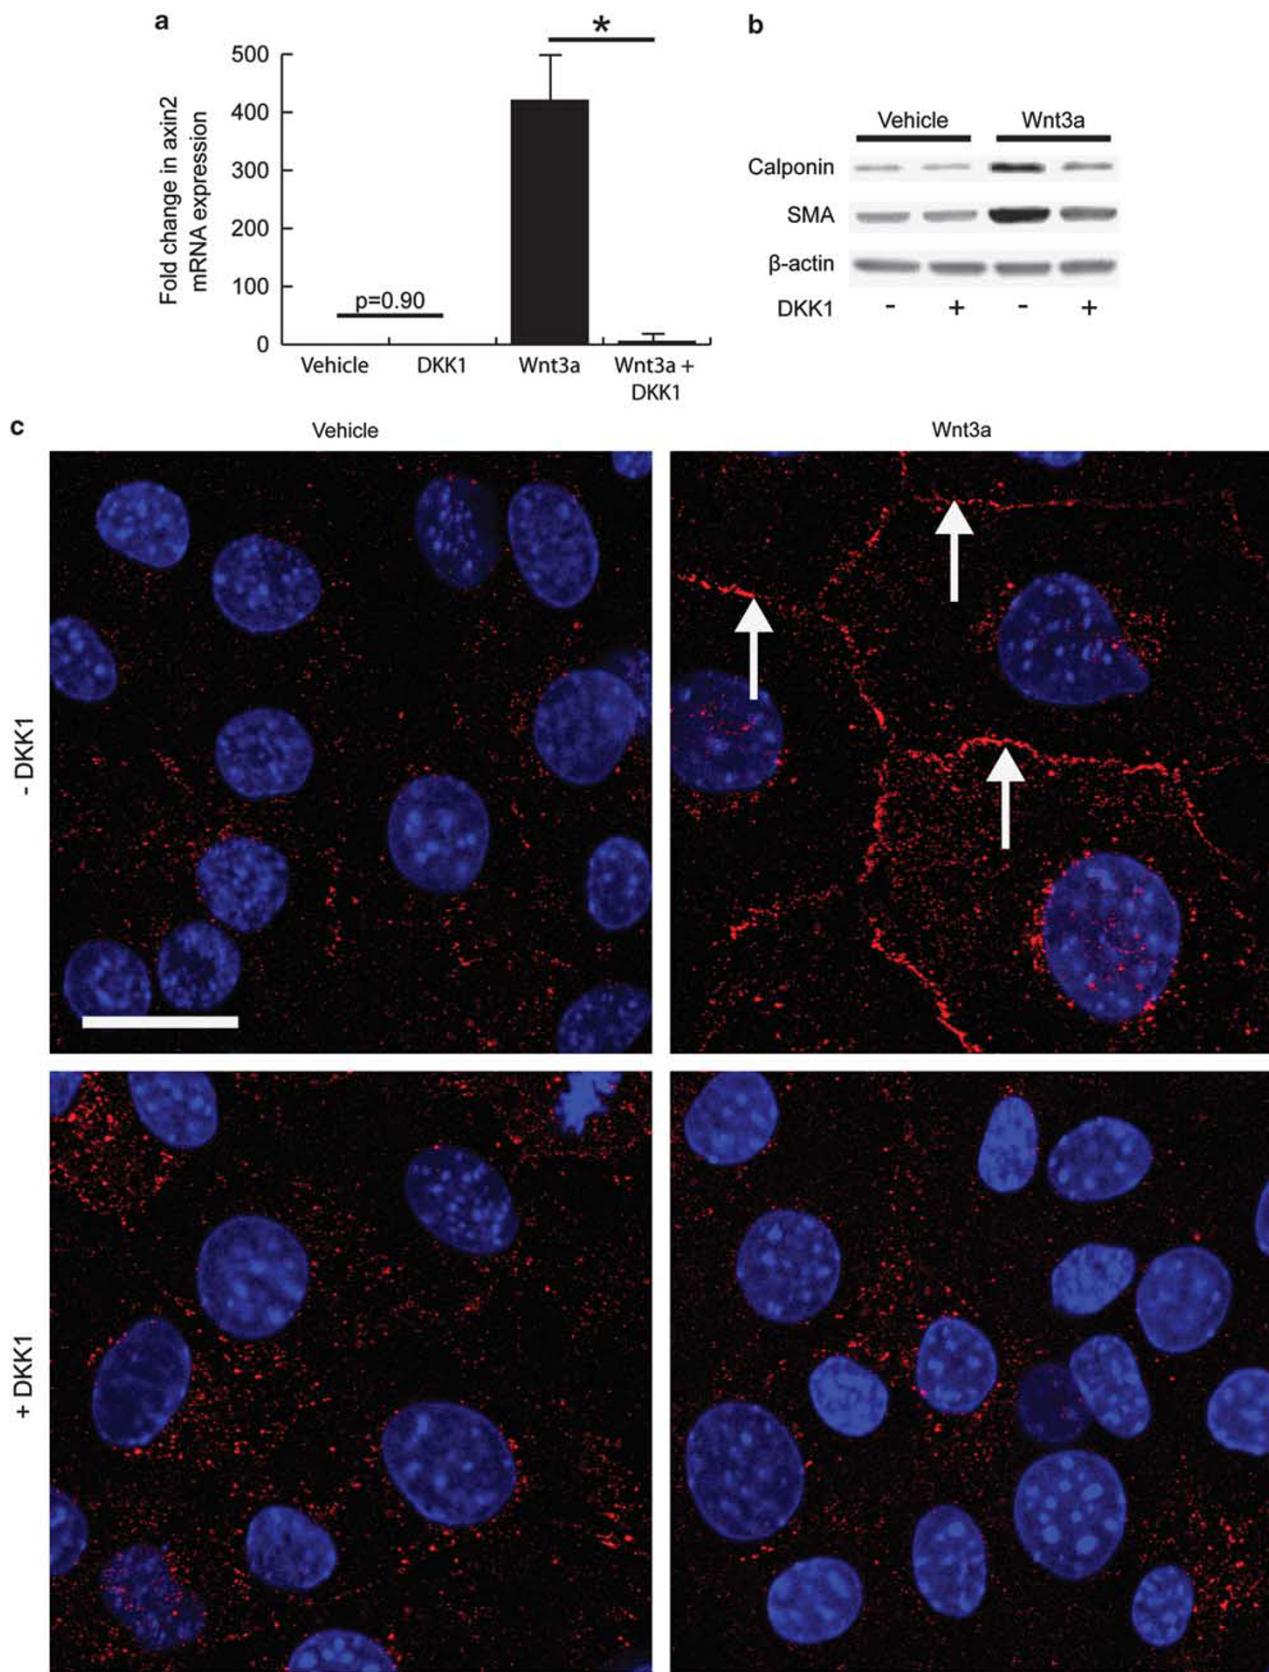 a
*
500
400
300
200
100
0
Fold change in axin2
mRNA expression
p=0.90
Vehicle
DKK1
Wnt3a
Wnt3a +
DKK1
b
Vehicle Wnt3a
Calponin
SMA
β-actin
DKK1 - + - +
c
Vehicle Wnt3a
- DKK1
+ DKK1